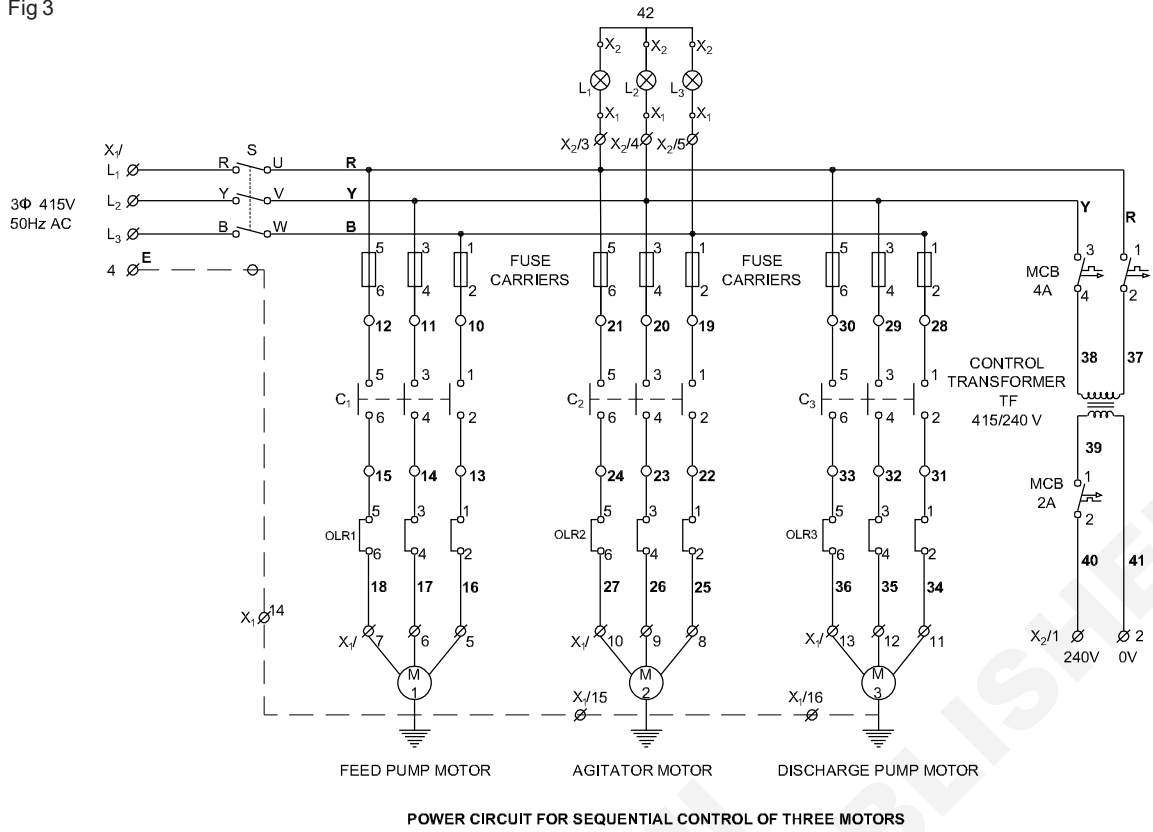 Fig 3
42
X2 X2 X2
L1 L2 L3
X1 X1 X1
X2/3 X2/4 X2/5
X1/
L1 R S U R
3Φ 415V
50Hz AC
L2 Y V Y
L3 B W B
4 E
Y R
5 3 1 5 3 1 5 3 1
FUSE
CARRIERS
FUSE
CARRIERS
6 4 2 6 4 2 6 4 2
MCB
4A
3 1
4 2
12 11 10 21 20 19 30 29 28
38 37
CONTROL
TRANSFORMER
TF
415/240 V
C1 5 3 1 C2 5 3 1 C3 5 3 1
6 4 2 6 4 2 6 4 2
39
15 14 13 24 23 22 33 32 31
MCB
2A
1
2
OLR1 5 3 1 OLR2 5 3 1 OLR3 5 3 1
6 4 2 6 4 2 6 4 2
18 17 16 27 26 25 36 35 34
40 41
X1 14
X1/ 7 6 5 X1/ 10 9 8 X1/ 13 12 11
X2/1 2
240V 0V
M
1
M
2
M
3
X1/15 X1/16
FEED PUMP MOTOR AGITATOR MOTOR DISCHARGE PUMP MOTOR
POWER CIRCUIT FOR SEQUENTIAL CONTROL OF THREE MOTORS